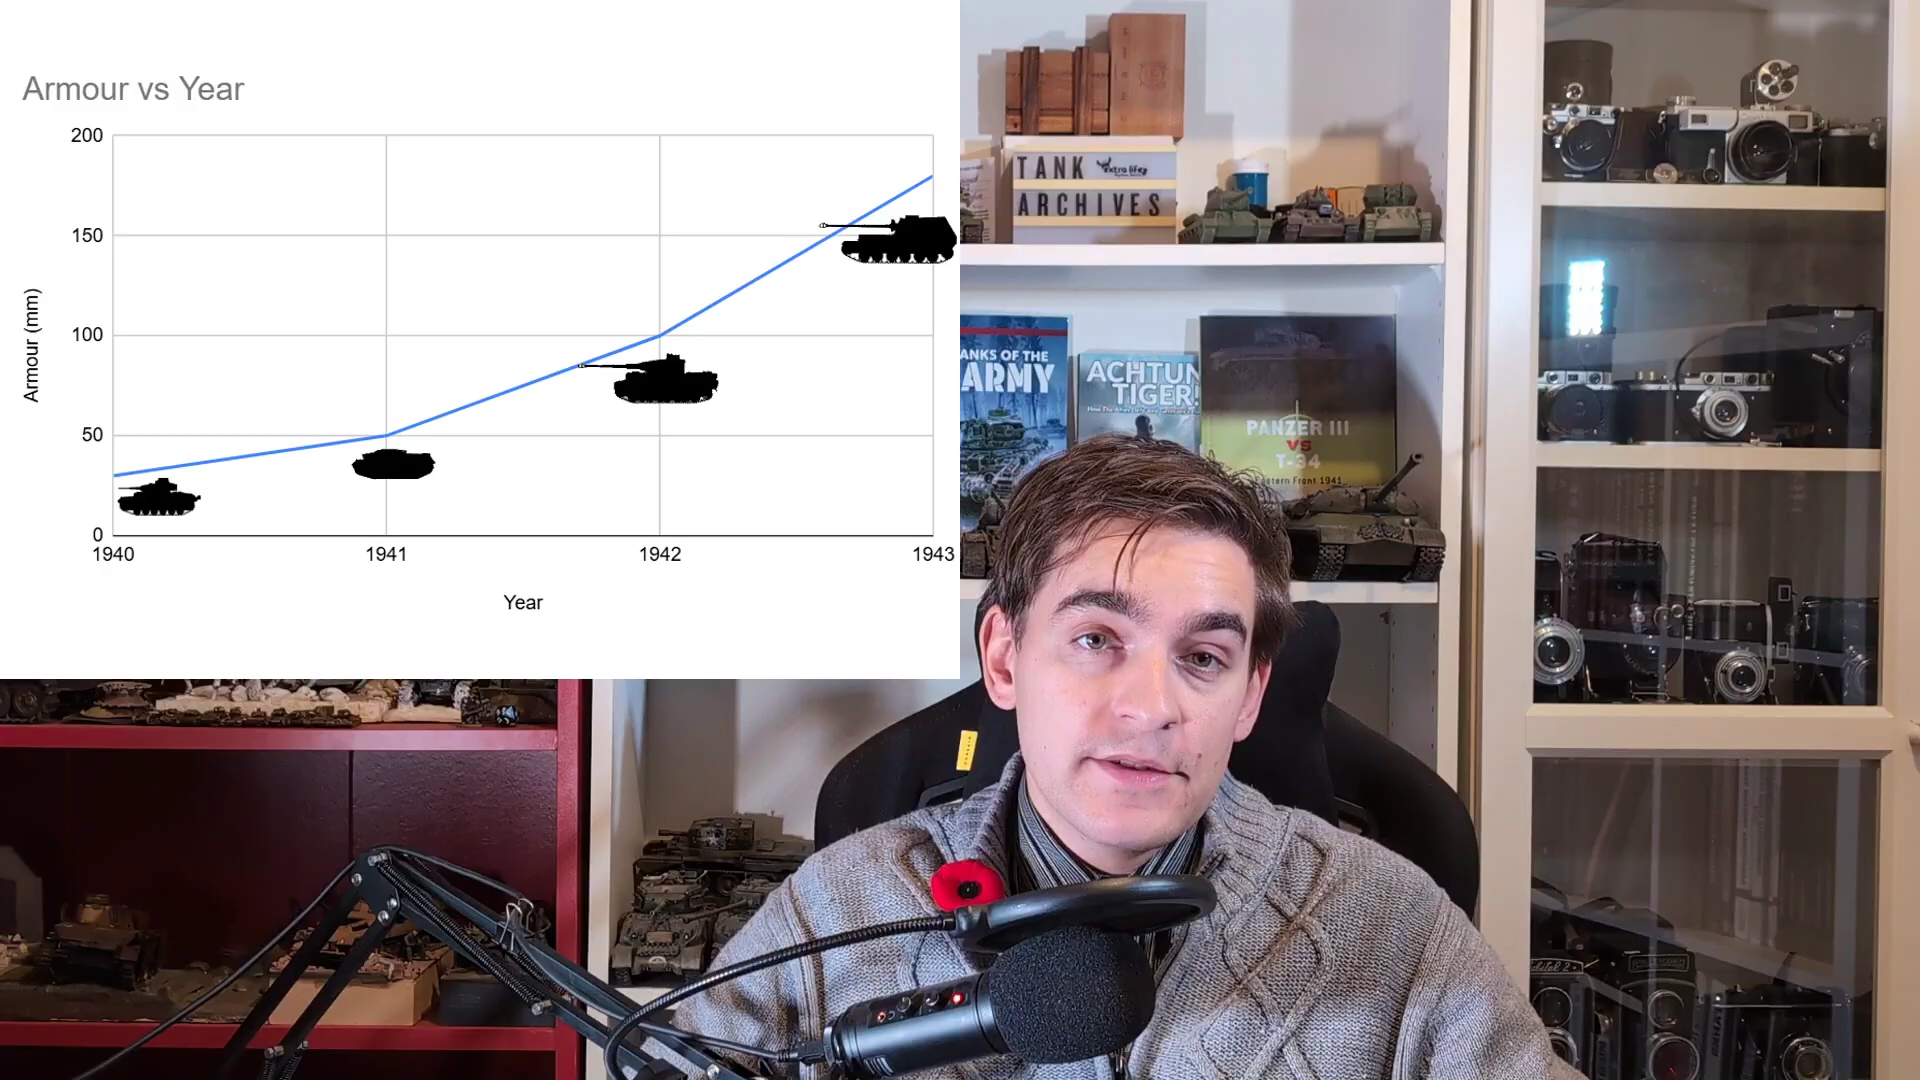 Armour vs Year
200
150
100
50
0
Armour (mm)
1940
1941
1942
1943
Year
TANK
extra life
ARCHIVES
ANKS OF THE
ARMY
ACHTUN
TIGER!
PANZER III
VS
T-34
Eastern Front 1941